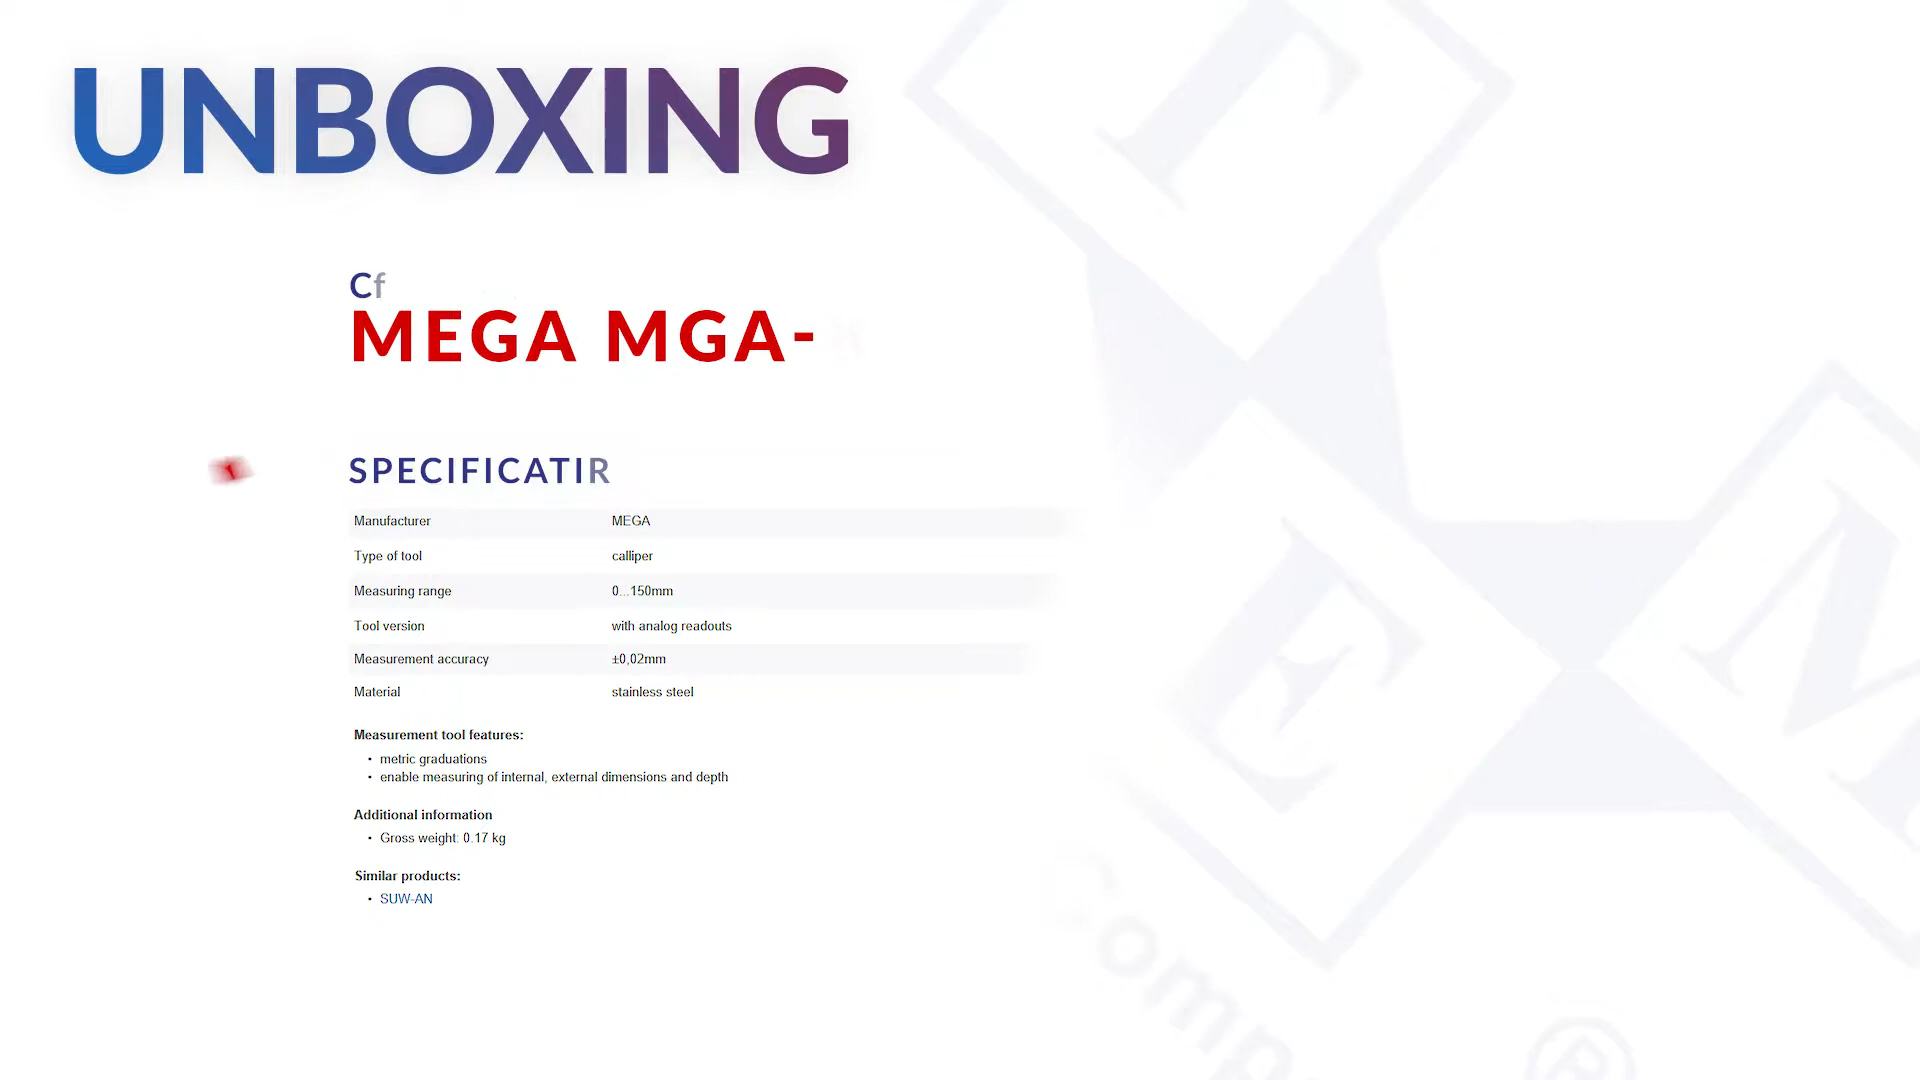 UNBOXING
Cf
MEGA MGA-
SPECIFICATIR
Manufacturer MEGA
Type of tool calliper
Measuring range 0...150mm
Tool version with analog readouts
Measurement accuracy ±0,02mm
Material stainless steel
Measurement tool features:
• metric graduations
• enable measuring of internal, external dimensions and depth
Additional information
• Gross weight: 0.17 kg
Similar products:
• SUW-AN
T
E
M
Comp
®